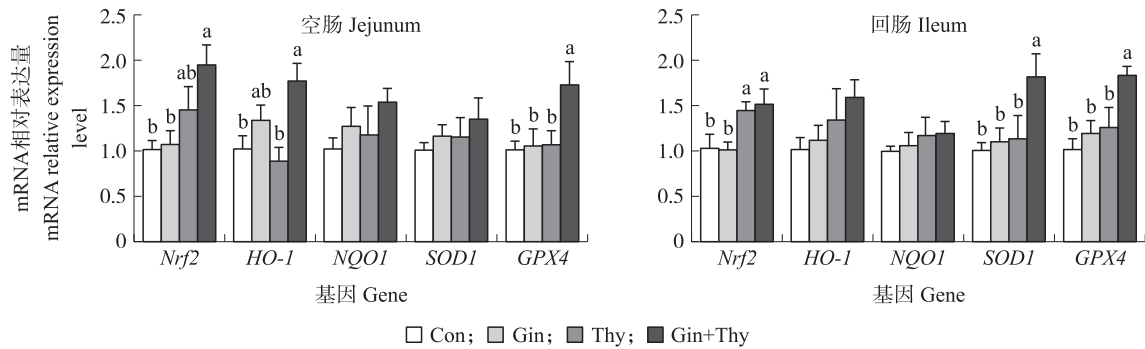 mRNA相对表达量
mRNA relative expression
level
空肠 Jejunum
2.5
2.0
1.5
1.0
0.5
0
b
b
ab
a
b
ab
b
a
b
b
b
a
Nrf2
HO-1
NQO1
SOD1
GPX4
基因 Gene
回肠 Ileum
2.5
2.0
1.5
1.0
0.5
0
b
b
a
a
b
b
b
a
b
b
b
a
Nrf2
HO-1
NQO1
SOD1
GPX4
基因 Gene
Con； Gin； Thy； Gin+Thy